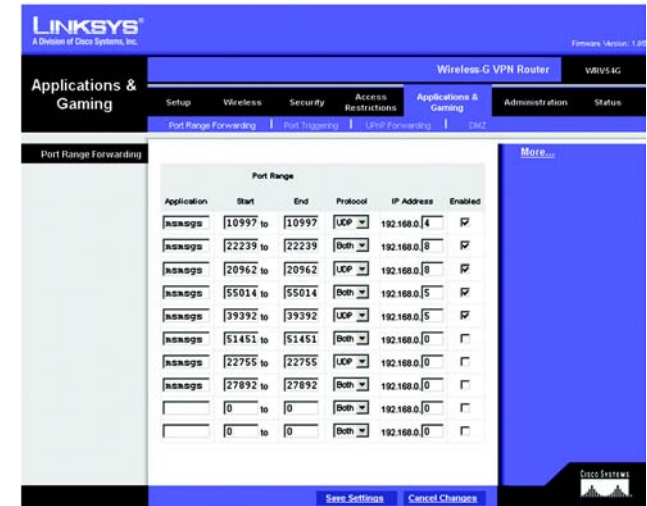 LINKSYS®
A Division of Cisco Systems, Inc.
Firmware Version: 1.05
Wireless-G VPN Router WRV54G
Applications & Gaming
Setup Wireless Security Access Restrictions Applications & Gaming Administration Status
Port Range Forwarding | Port Triggering | UPnP Forwarding | DMZ
Port Range Forwarding
More...
Port Range
Application Start End Protocol IP Address Enabled
msmsgs 10997 to 10997 UDP 192.168.0. 4
msmsgs 22239 to 22239 Both 192.168.0. 8
msmsgs 20962 to 20962 UDP 192.168.0. 8
msmsgs 55014 to 55014 Both 192.168.0. 5
msmsgs 39392 to 39392 UDP 192.168.0. 5
msmsgs 51451 to 51451 Both 192.168.0. 0
msmsgs 22755 to 22755 UDP 192.168.0. 0
msmsgs 27892 to 27892 Both 192.168.0. 0
0 to 0 Both 192.168.0. 0
0 to 0 Both 192.168.0. 0
Save Settings Cancel Changes
CISCO SYSTEMS